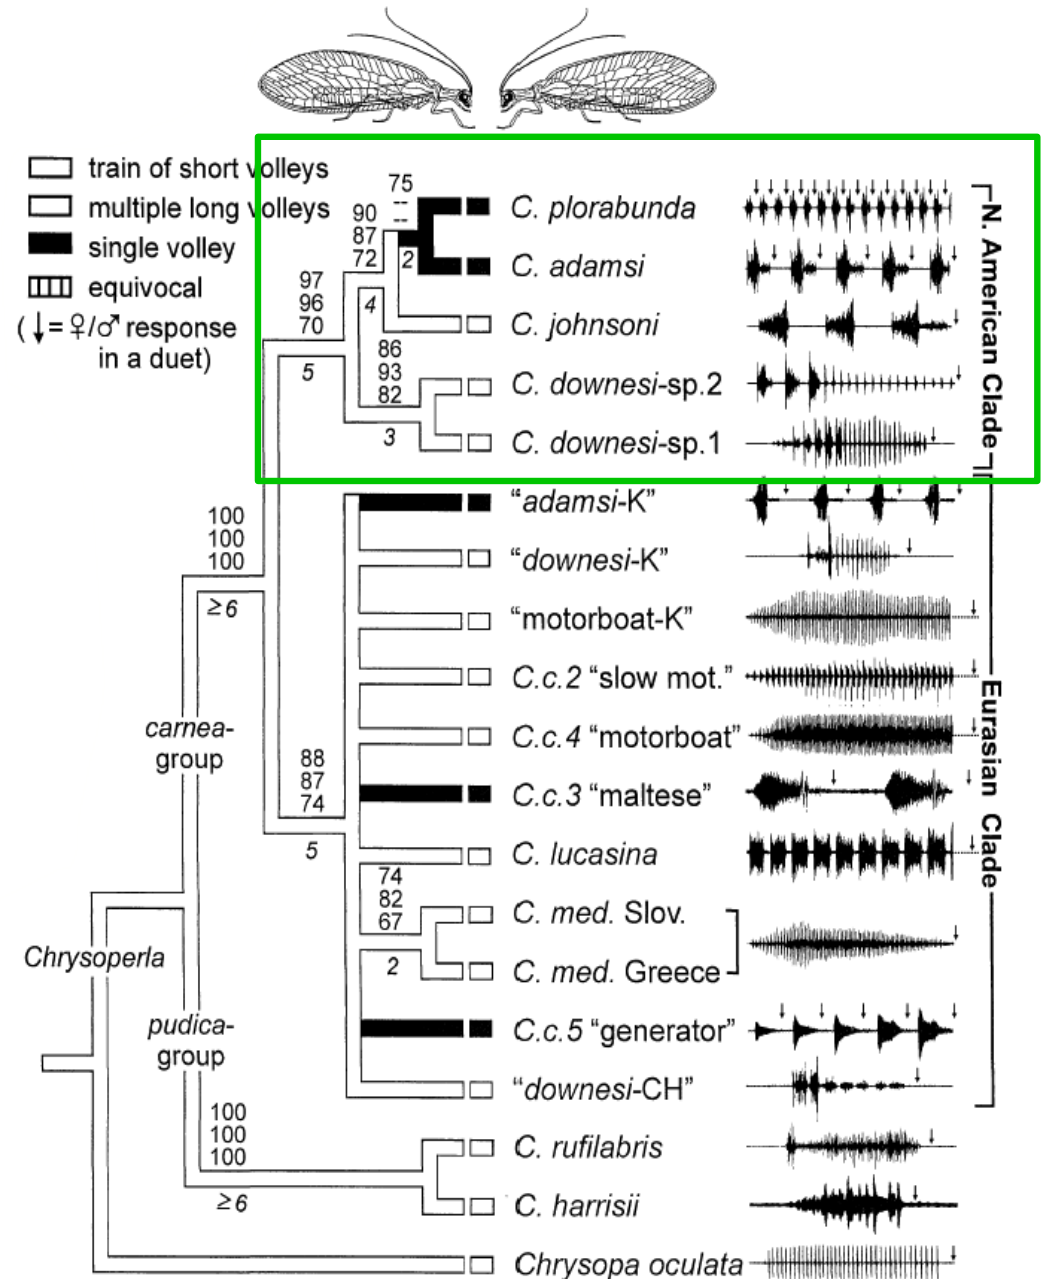 train of short volleys
multiple long volleys
single volley
equivocal
(↓= ♀/♂ response
in a duet)
75
--
--
90
87
72
2
97
96
70
4
5
86
93
82
3
C. plorabunda
C. adamsi
C. johnsoni
C. downesi-sp.2
C. downesi-sp.1
N. American Clade
100
100
100
≥6
“adamsi-K”
“downesi-K”
“motorboat-K”
C.c.2 “slow mot.”
C.c.4 “motorboat”
C.c.3 “maltese”
C. lucasina
C. med. Slov.
C. med. Greece
C.c.5 “generator”
“downesi-CH”
Eurasian Clade
carnea-
group
88
87
74
5
74
82
67
2
Chrysoperla
pudica-
group
100
100
100
≥6
C. rufilabris
C. harrisii
Chrysopa oculata